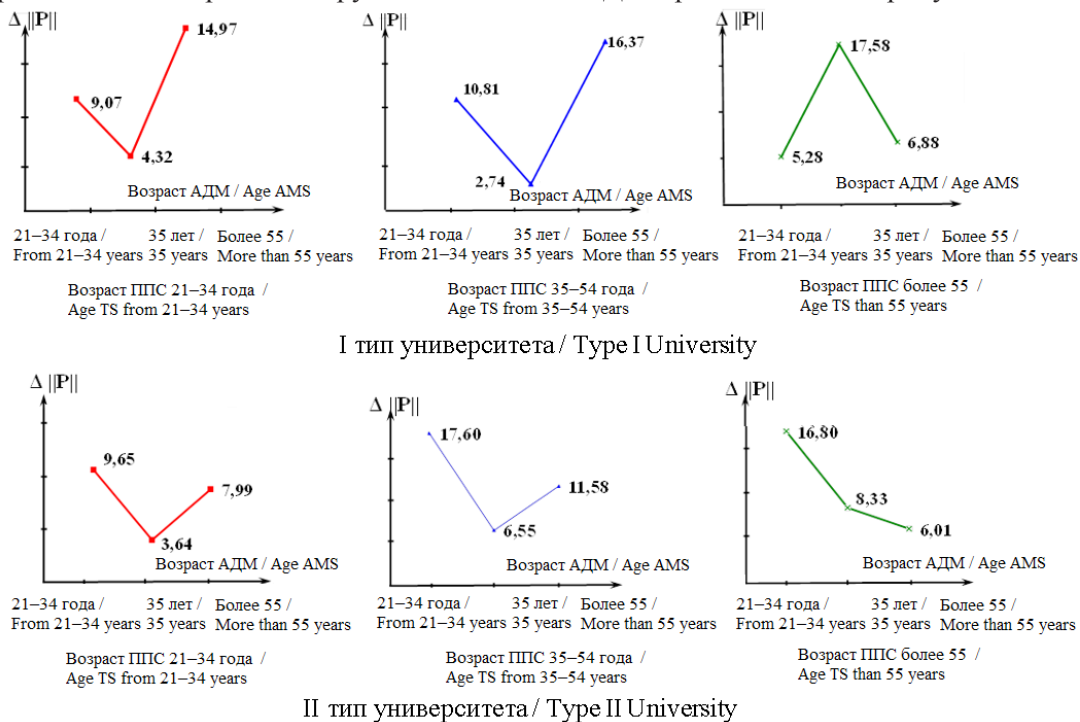 Δ ||P||
14,97
9,07
4,32
Возраст АДМ / Age AMS
21–34 года /
From 21–34 years
35 лет /
35 years
Более 55 /
More than 55 years
Возраст ППС 21–34 года /
Age TS from 21–34 years
Δ ||P||
16,37
10,81
2,74
Возраст АДМ / Age AMS
21–34 года /
From 21–34 years
35 лет /
35 years
Более 55 /
More than 55 years
Возраст ППС 35–54 года /
Age TS from 35–54 years
Δ ||P||
17,58
5,28
6,88
Возраст АДМ / Age AMS
21–34 года /
From 21–34 years
35 лет /
35 years
Более 55 /
More than 55 years
Возраст ППС более 55 /
Age TS than 55 years
I тип университета / Type I University
Δ ||P||
9,65
7,99
3,64
Возраст АДМ / Age AMS
21–34 года /
From 21–34 years
35 лет /
35 years
Более 55 /
More than 55 years
Возраст ППС 21–34 года /
Age TS from 21–34 years
Δ ||P||
17,60
11,58
6,55
Возраст АДМ / Age AMS
21–34 года /
From 21–34 years
35 лет /
35 years
Более 55 /
More than 55 years
Возраст ППС 35–54 года /
Age TS from 35–54 years
Δ ||P||
16,80
8,33
6,01
Возраст АДМ / Age AMS
21–34 года /
From 21–34 years
35 лет /
35 years
Более 55 /
More than 55 years
Возраст ППС более 55 /
Age TS than 55 years
II тип университета / Type II University